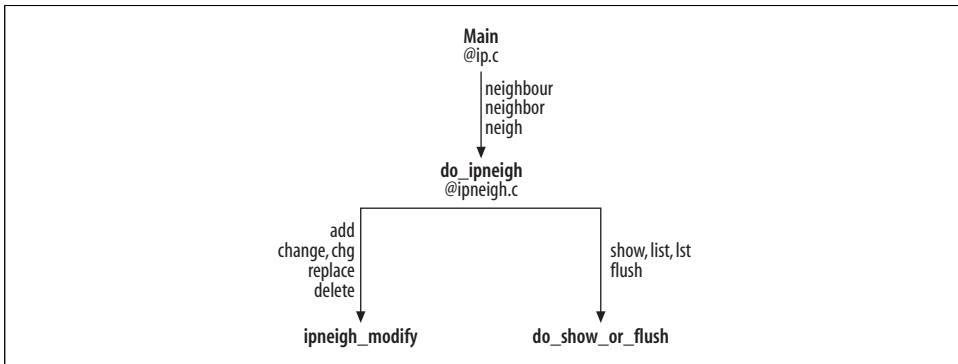 Main
@ip.c
neighbour
neighbor
neigh
do_ipneigh
@ipneigh.c
add
change, chg
replace
delete
show, list, lst
flush
ipneigh_modify
do_show_or_flush